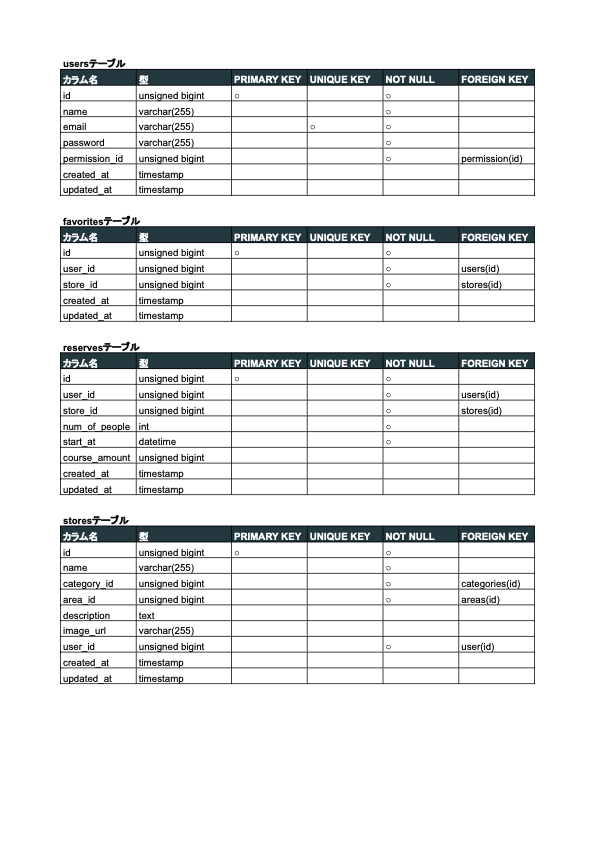 usersテーブル
カラム名 型 PRIMARY KEY UNIQUE KEY NOT NULL FOREIGN KEY
id unsigned bigint ○ ○
name varchar(255) ○
email varchar(255) ○ ○
password varchar(255) ○
permission_id unsigned bigint ○ permission(id)
created_at timestamp
updated_at timestamp
favoritesテーブル
カラム名 型 PRIMARY KEY UNIQUE KEY NOT NULL FOREIGN KEY
id unsigned bigint ○ ○
user_id unsigned bigint ○ users(id)
store_id unsigned bigint ○ stores(id)
created_at timestamp
updated_at timestamp
reservesテーブル
カラム名 型 PRIMARY KEY UNIQUE KEY NOT NULL FOREIGN KEY
id unsigned bigint ○ ○
user_id unsigned bigint ○ users(id)
store_id unsigned bigint ○ stores(id)
num_of_people int ○
start_at datetime ○
course_amount unsigned bigint
created_at timestamp
updated_at timestamp
storesテーブル
カラム名 型 PRIMARY KEY UNIQUE KEY NOT NULL FOREIGN KEY
id unsigned bigint ○ ○
name varchar(255) ○
category_id unsigned bigint ○ categories(id)
area_id unsigned bigint ○ areas(id)
description text
image_url varchar(255)
user_id unsigned bigint ○ user(id)
created_at timestamp
updated_at timestamp